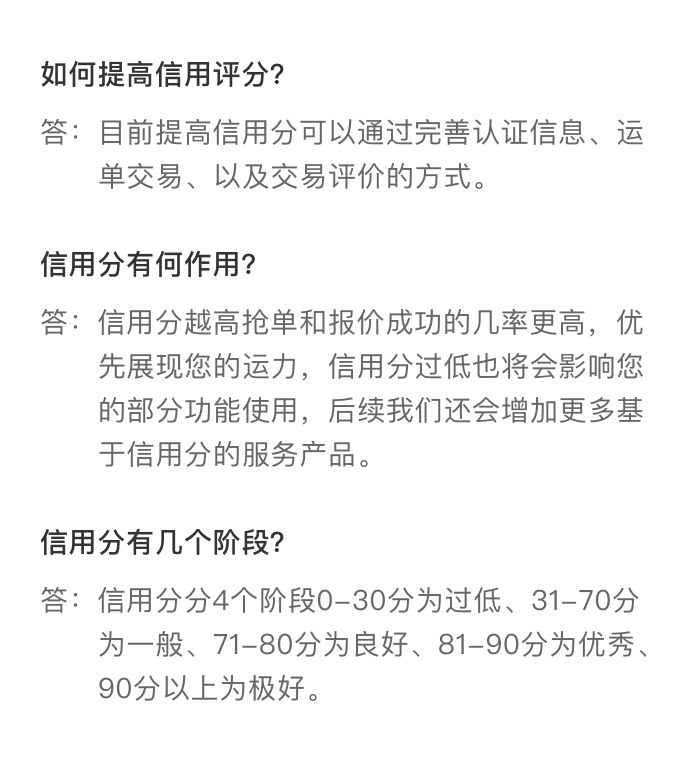 如何提高信用评分?
答：目前提高信用分可以通过完善认证信息、运
单交易、以及交易评价的方式。
信用分有何作用?
答：信用分越高抢单和报价成功的几率更高，优
先展现您的运力，信用分过低也将会影响您
的部分功能使用，后续我们还会增加更多基
于信用分的服务产品。
信用分有几个阶段?
答：信用分分4个阶段0-30分为过低、31-70分
为一般、71-80分为良好、81-90分为优秀、
90分以上为极好。